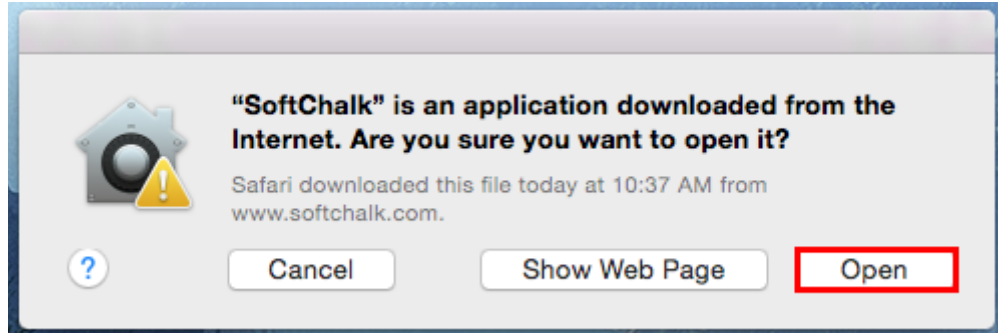 “SoftChalk” is an application downloaded from the
Internet. Are you sure you want to open it?
Safari downloaded this file today at 10:37 AM from
www.softchalk.com.
?
Cancel
Show Web Page
Open